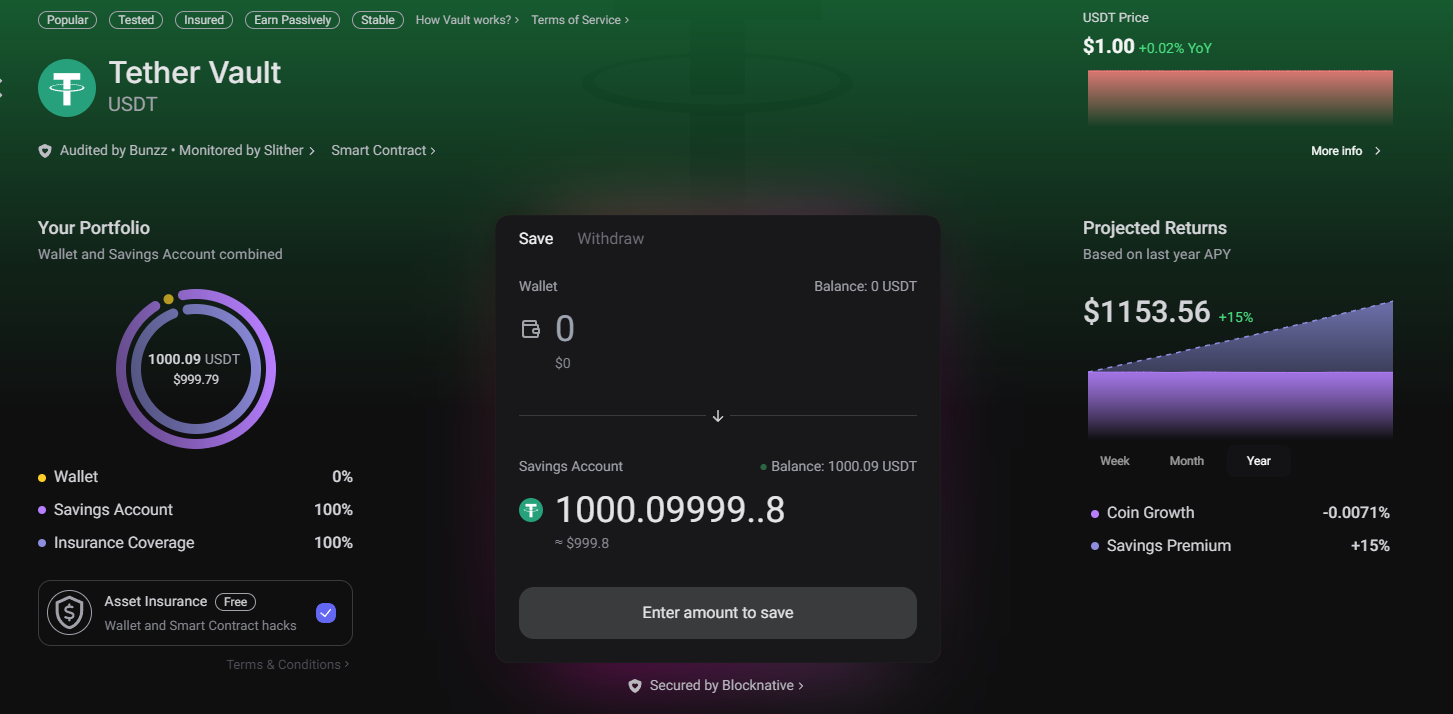 Popular Tested Insured Earn Passively Stable How Vault works? Terms of Service
Tether Vault
USDT
Audited by Bunzz • Monitored by Slither Smart Contract
USDT Price
$1.00 +0.02% YoY
More info
Your Portfolio
Wallet and Savings Account combined
1000.09 USDT
$999.79
Wallet 0%
Savings Account 100%
Insurance Coverage 100%
Asset Insurance Free
Wallet and Smart Contract hacks
Terms & Conditions
Save Withdraw
Wallet Balance: 0 USDT
0
$0
Savings Account Balance: 1000.09 USDT
1000.09999..8
≈ $999.8
Enter amount to save
Secured by Blocknative
Projected Returns
Based on last year APY
$1153.56 +15%
Week Month Year
Coin Growth -0.0071%
Savings Premium +15%